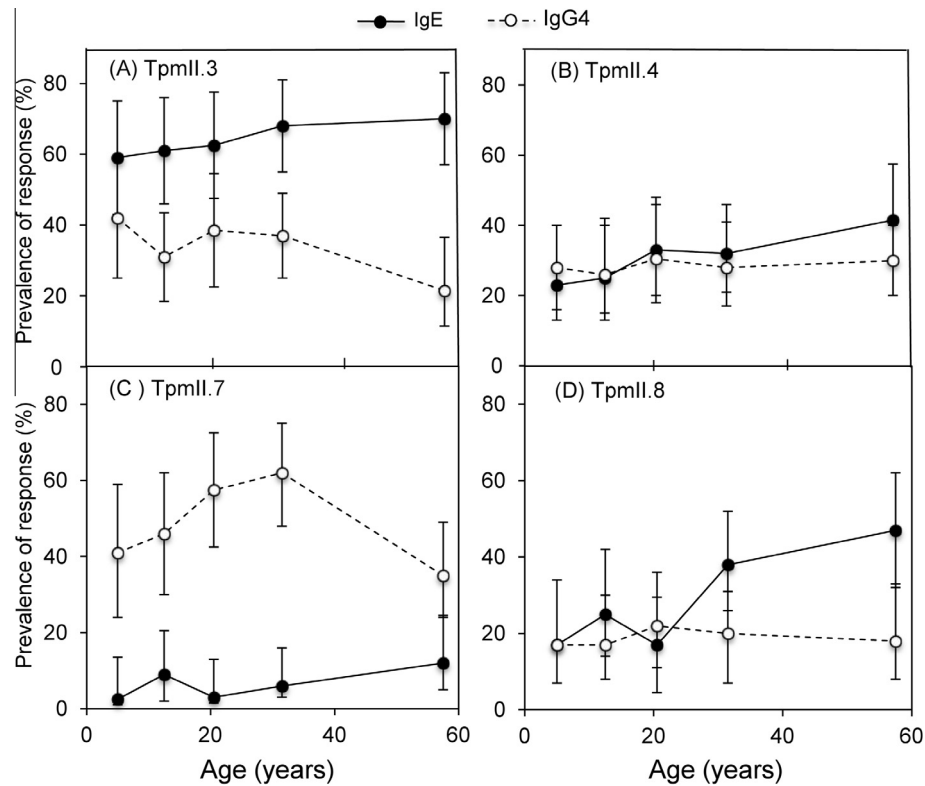 IgE IgG4
(A) TpmII.3
(B) TpmII.4
Prevalence of response (%)
80
60
40
20
0
80
60
40
20
0
(C ) TpmII.7
(D) TpmII.8
Prevalence of response (%)
80
60
40
20
0
80
60
40
20
0
0 20 40 60
0 20 40 60
Age (years)
Age (years)